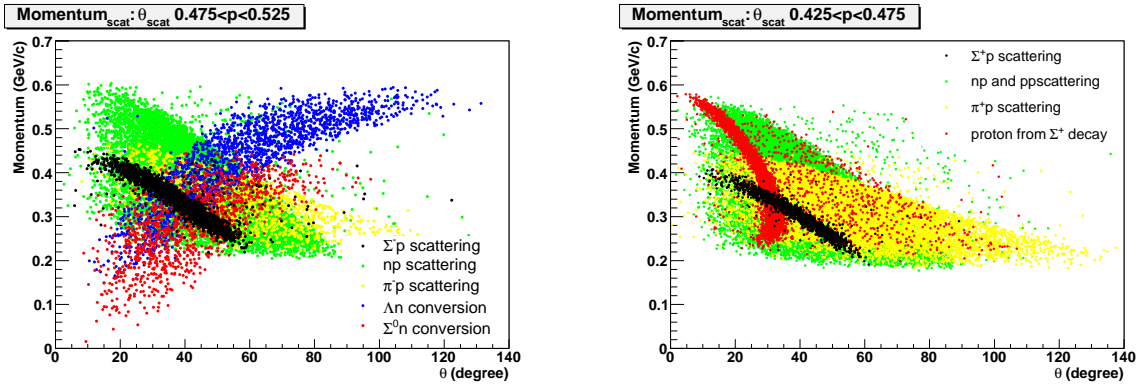 Momentum_scat: θ_scat 0.475<p<0.525
Momentum (GeV/c)
0.7
0.6
0.5
0.4
0.3
0.2
0.1
0
0 20 40 60 80 100 120 140
θ (degree)
Σ⁻p scattering
np scattering
π⁻p scattering
Λn conversion
Σ⁰n conversion
Momentum_scat: θ_scat 0.425<p<0.475
Momentum (GeV/c)
0.7
0.6
0.5
0.4
0.3
0.2
0.1
0
0 20 40 60 80 100 120 140
θ (degree)
Σ⁺p scattering
np and ppscattering
π⁺p scattering
proton from Σ⁺ decay